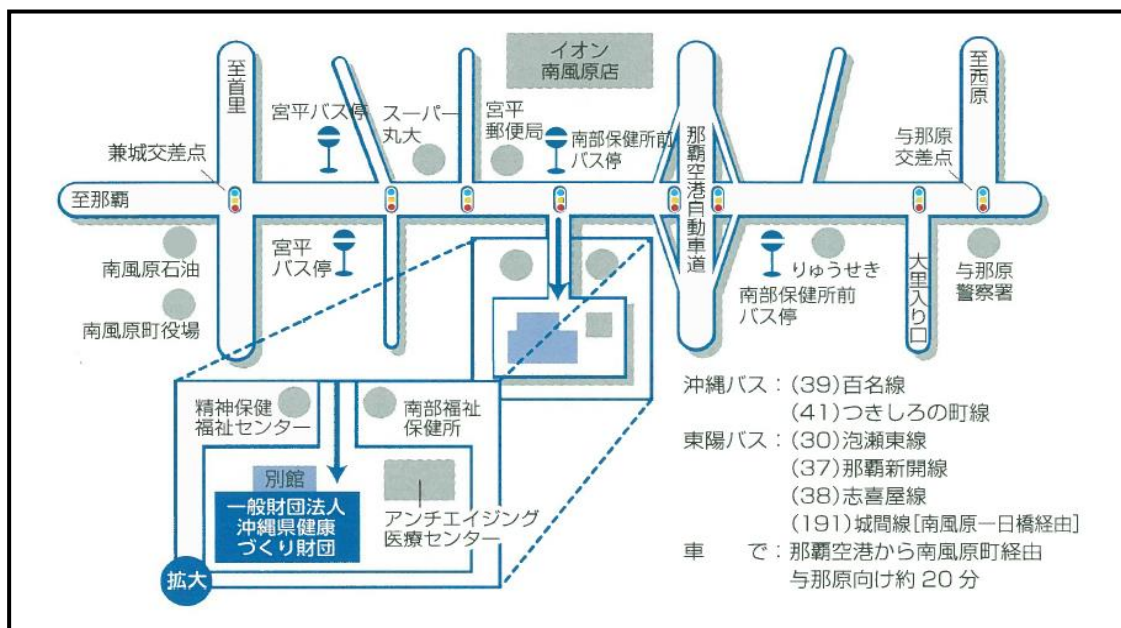 イオン
南風原店
至首里
至西原
宮平バス停
スーパー
丸大
宮平
郵便局
南部保健所前
バス停
那覇空港自動車道
与那原
交差点
兼城交差点
至那覇
南風原石油
宮平
バス停
りゅうせき
大里入り口
与那原
警察署
南風原町役場
南部保健所前
バス停
精神保健
福祉センター
南部福祉
保健所
別館
一般財団法人
沖縄県健康
づくり財団
アンチエイジング
医療センター
拡大
沖縄バス：(39)百名線
(41)つきしろの町線
東陽バス：(30)泡瀬東線
(37)那覇新開線
(38)志喜屋線
(191)城間線[南風原一日橋経由]
車　　で：那覇空港から南風原町経由
与那原向け約20分